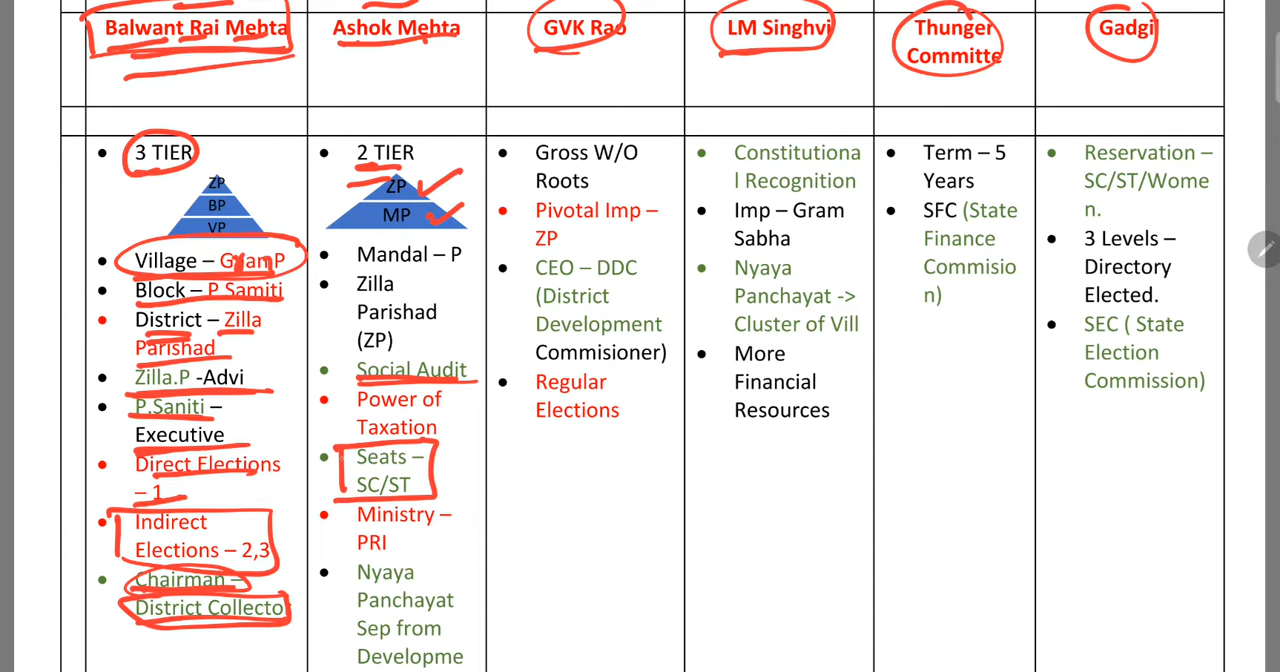 Balwant Rai Mehta
Ashok Mehta
GVK Rao
LM Singhvi
Thunger
Committe
Gadgi
3 TIER
ZP
BP
VP
Village – Gram P
Block – P Samiti
District – Zilla
Parishad
Zilla.P -Advi
P.Saniti –
Executive
Direct Elections
– 1
Indirect
Elections – 2,3
Chairman –
District Collecto
2 TIER
ZP
MP
Mandal – P
Zilla
Parishad
(ZP)
Social Audit
Power of
Taxation
Seats –
SC/ST
Ministry –
PRI
Nyaya
Panchayat
Sep from
Developme
Gross W/O
Roots
Pivotal Imp –
ZP
CEO – DDC
(District
Development
Commisioner)
Regular
Elections
Constitutiona
l Recognition
Imp – Gram
Sabha
Nyaya
Panchayat ->
Cluster of Vill
More
Financial
Resources
Term – 5
Years
SFC (State
Finance
Commisio
n)
Reservation –
SC/ST/Wome
n.
3 Levels –
Directory
Elected.
SEC ( State
Election
Commission)